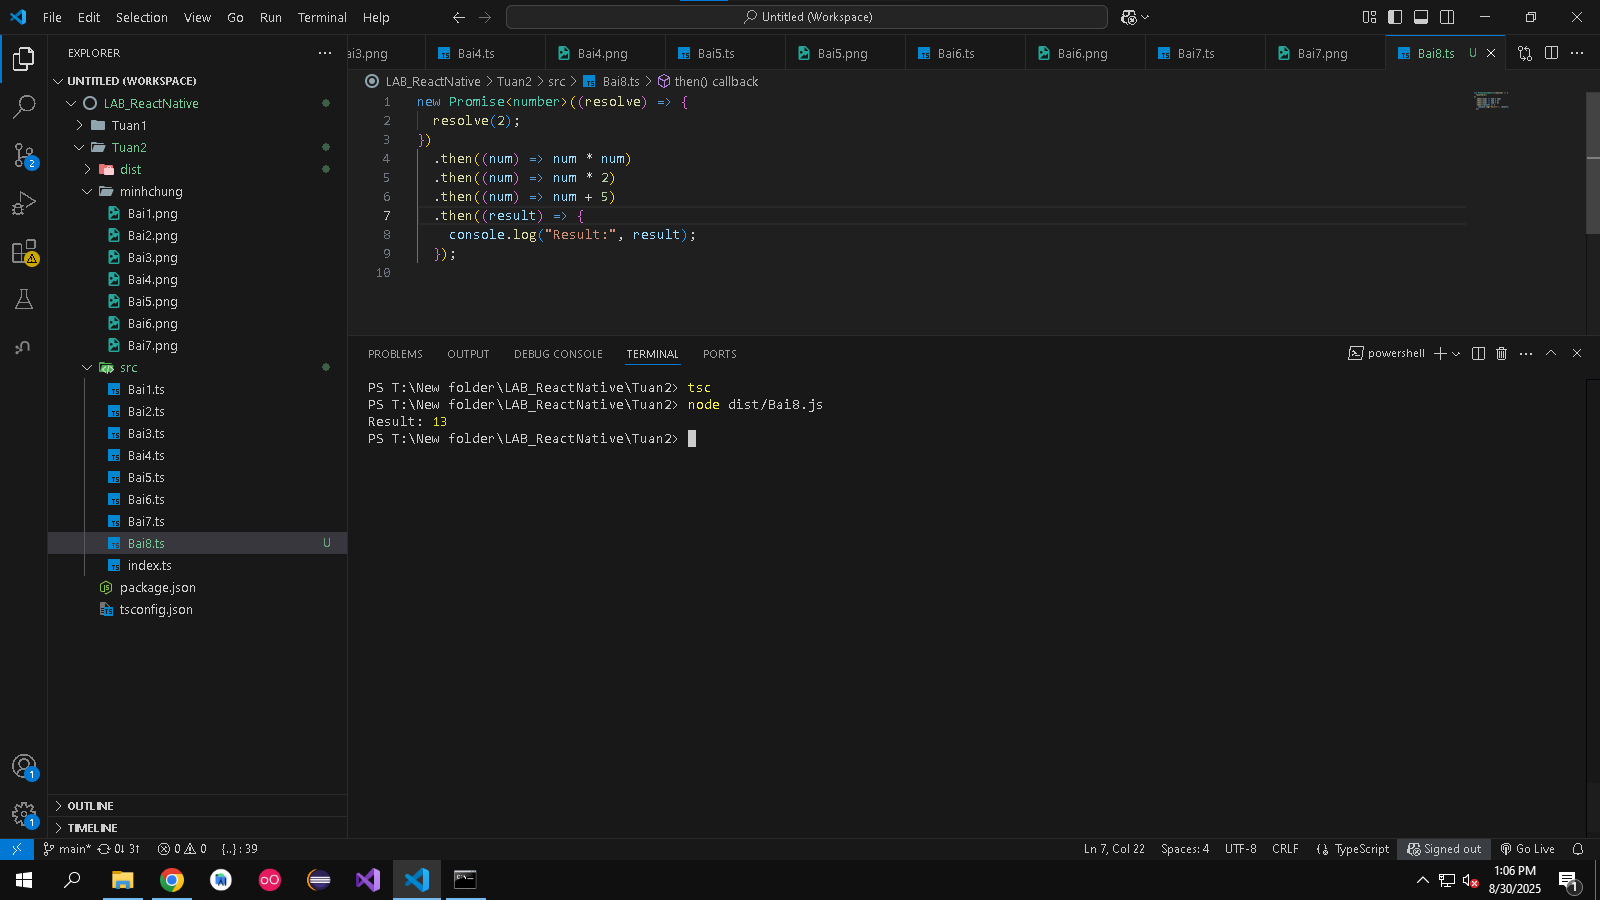 File Edit Selection View Go Run Terminal Help
Untitled (Workspace)
EXPLORER
UNTITLED (WORKSPACE)
LAB_ReactNative
Tuan1
Tuan2
dist
minhchung
Bai1.png
Bai2.png
Bai3.png
Bai4.png
Bai5.png
Bai6.png
Bai7.png
src
Bai1.ts
Bai2.ts
Bai3.ts
Bai4.ts
Bai5.ts
Bai6.ts
Bai7.ts
Bai8.ts U
index.ts
package.json
tsconfig.json
OUTLINE
TIMELINE
ai3.png Bai4.ts Bai4.png Bai5.ts Bai5.png Bai6.ts Bai6.png Bai7.ts Bai7.png Bai8.ts U
LAB_ReactNative > Tuan2 > src > Bai8.ts > then() callback
1 new Promise<number>((resolve) => {
2 resolve(2);
3 })
4 .then((num) => num * num)
5 .then((num) => num * 2)
6 .then((num) => num + 5)
7 .then((result) => {
8 console.log("Result:", result);
9 });
10
PROBLEMS OUTPUT DEBUG CONSOLE TERMINAL PORTS
powershell
PS T:\New folder\LAB_ReactNative\Tuan2> tsc
PS T:\New folder\LAB_ReactNative\Tuan2> node dist/Bai8.js
Result: 13
PS T:\New folder\LAB_ReactNative\Tuan2>
2
1
1
main* 0↓ 3↑ 0 0 {..} : 39
Ln 7, Col 22 Spaces: 4 UTF-8 CRLF TypeScript Signed out Go Live
1:06 PM
8/30/2025
1